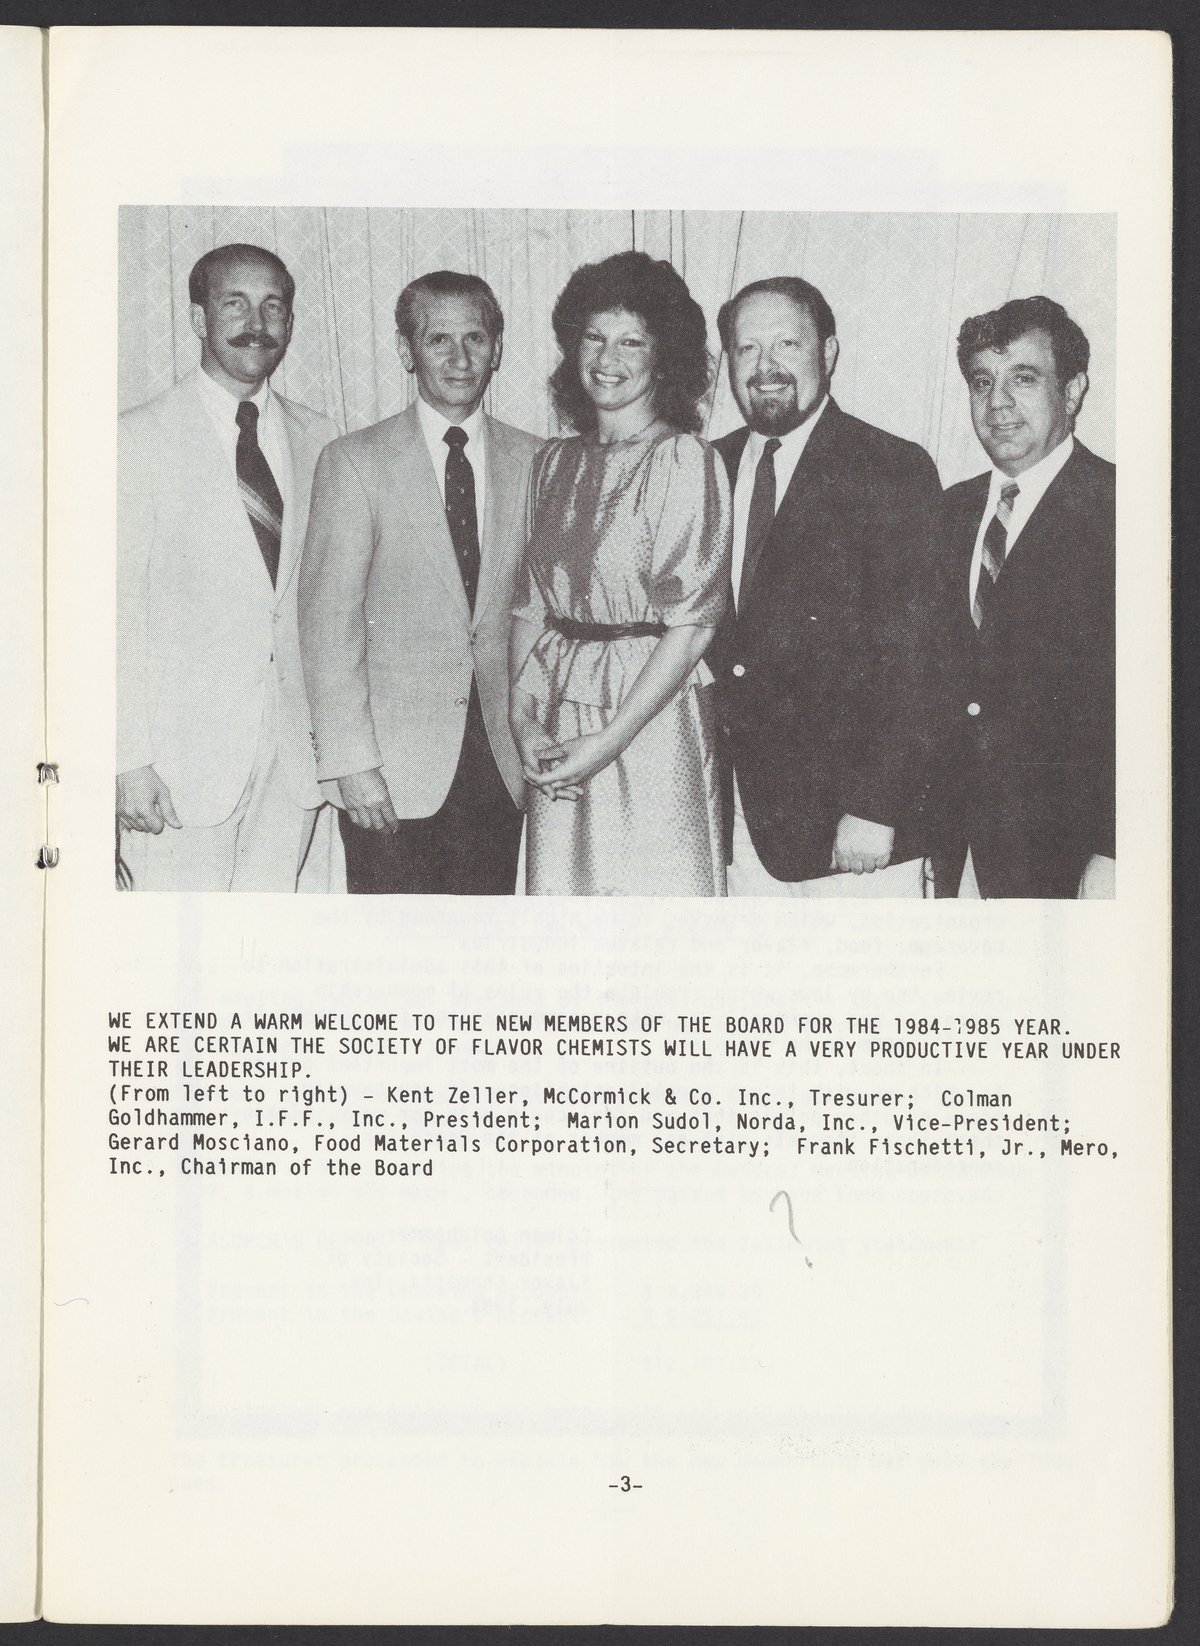 WE EXTEND A WARM WELCOME TO THE NEW MEMBERS OF THE BOARD FOR THE 1984-1985 YEAR.
WE ARE CERTAIN THE SOCIETY OF FLAVOR CHEMISTS WILL HAVE A VERY PRODUCTIVE YEAR UNDER
THEIR LEADERSHIP.
(From left to right) - Kent Zeller, McCormick & Co. Inc., Tresurer; Colman
Goldhammer, I.F.F., Inc., President; Marion Sudol, Norda, Inc., Vice-President;
Gerard Mosciano, Food Materials Corporation, Secretary; Frank Fischetti, Jr., Mero,
Inc., Chairman of the Board
?
-3-